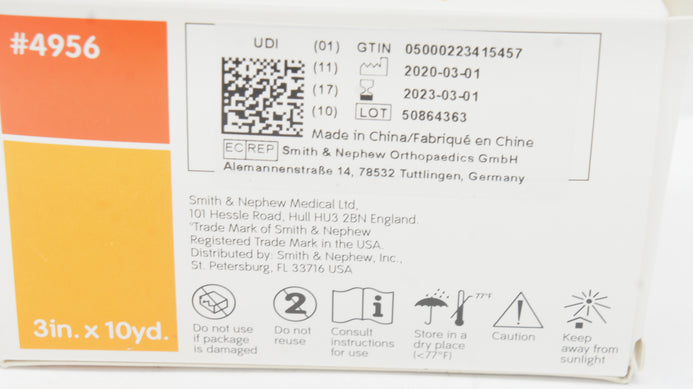 #4956
UDI (01) GTIN 05000223415457
(11) 2020-03-01
(17) 2023-03-01
(10) LOT 50864363
Made in China/Fabriqué en Chine
EC REP Smith & Nephew Orthopaedics GmbH
Alemannenstraße 14, 78532 Tuttlingen, Germany
Smith & Nephew Medical Ltd,
101 Hessle Road, Hull HU3 2BN England.
°Trade Mark of Smith & Nephew
Registered Trade Mark in the USA.
Distributed by: Smith & Nephew, Inc.,
St. Petersburg, FL 33716 USA
3in. x 10yd.
2
i
77°F
Do not use
if package
is damaged
Do not
reuse
Consult
instructions
for use
Store in a
dry place
(<77°F)
Caution
Keep
away from
sunlight